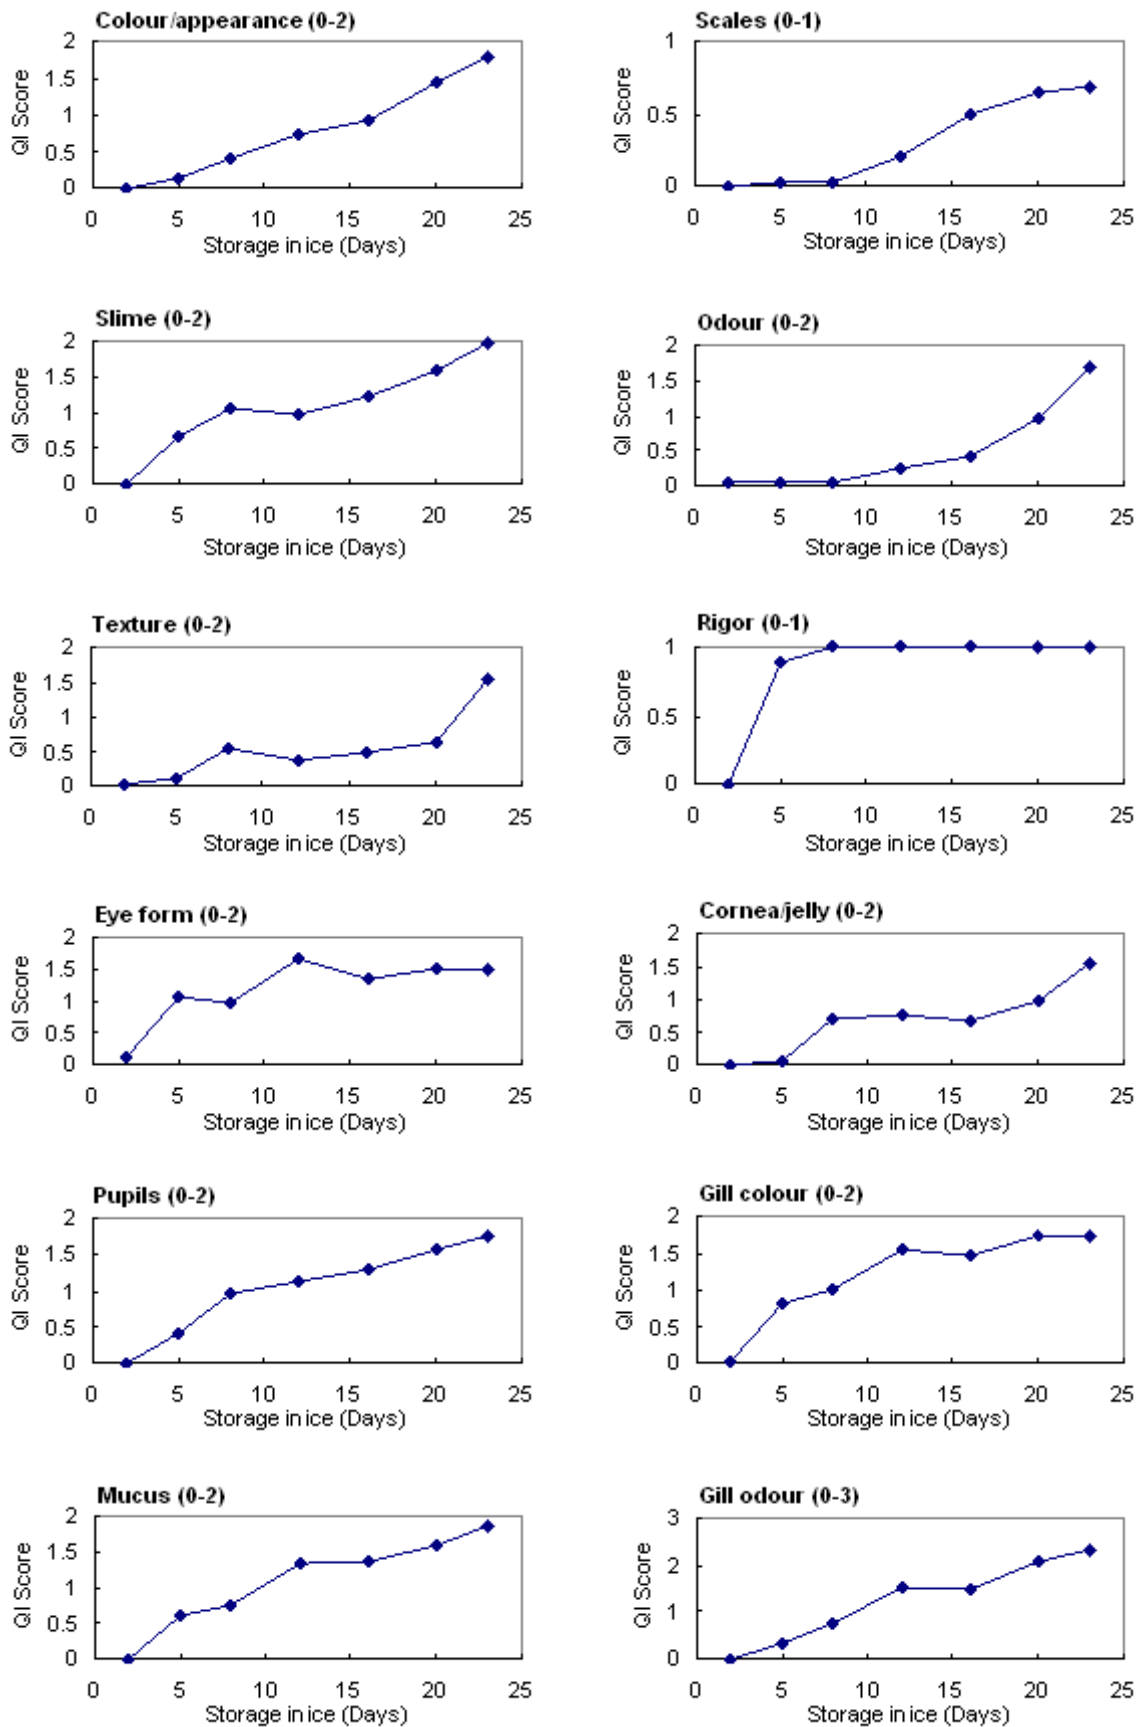 Colour/appearance (0-2)
2
1.5
1
0.5
0
QI Score
0 5 10 15 20 25
Storage in ice (Days)
Scales (0-1)
1
0.5
0
QI Score
0 5 10 15 20 25
Storage in ice (Days)
Slime (0-2)
2
1.5
1
0.5
0
QI Score
0 5 10 15 20 25
Storage in ice (Days)
Odour (0-2)
2
1.5
1
0.5
0
QI Score
0 5 10 15 20 25
Storage in ice (Days)
Texture (0-2)
2
1.5
1
0.5
0
QI Score
0 5 10 15 20 25
Storage in ice (Days)
Rigor (0-1)
1
0.5
0
QI Score
0 5 10 15 20 25
Storage in ice (Days)
Eye form (0-2)
2
1.5
1
0.5
0
QI Score
0 5 10 15 20 25
Storage in ice (Days)
Cornea/jelly (0-2)
2
1.5
1
0.5
0
QI Score
0 5 10 15 20 25
Storage in ice (Days)
Pupils (0-2)
2
1.5
1
0.5
0
QI Score
0 5 10 15 20 25
Storage in ice (Days)
Gill colour (0-2)
2
1.5
1
0.5
0
QI Score
0 5 10 15 20 25
Storage in ice (Days)
Mucus (0-2)
2
1.5
1
0.5
0
QI Score
0 5 10 15 20 25
Storage in ice (Days)
Gill odour (0-3)
3
2
1
0
QI Score
0 5 10 15 20 25
Storage in ice (Days)